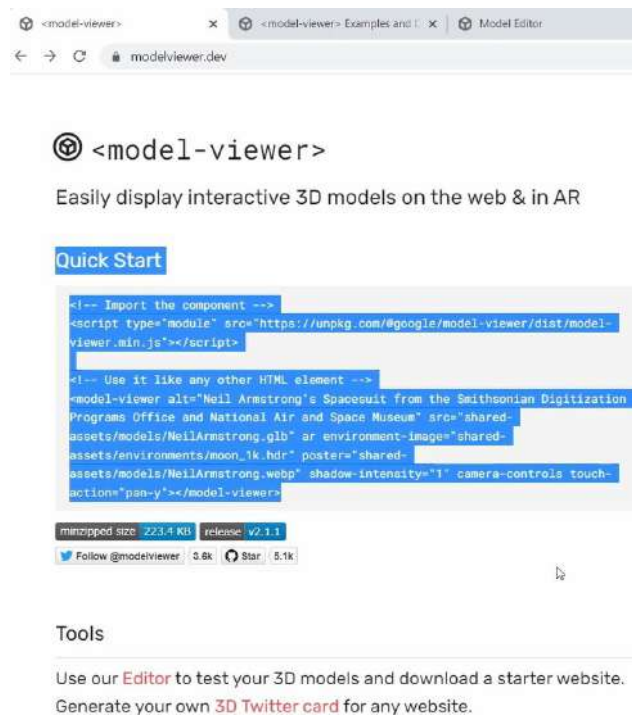 <model-viewer>
<model-viewer> Examples and D
Model Editor
modelviewer.dev
<model-viewer>
Easily display interactive 3D models on the web & in AR
Quick Start
<!-- Import the component -->
<script type="module" src="https://unpkg.com/@google/model-viewer/dist/model-
viewer.min.js"></script>
<!-- Use it like any other HTML element -->
<model-viewer alt="Neil Armstrong's Spacesuit from the Smithsonian Digitization
Programs Office and National Air and Space Museum" src="shared-
assets/models/NeilArmstrong.glb" ar environment-image="shared-
assets/environments/moon_1k.hdr" poster="shared-
assets/models/NeilArmstrong.webp" shadow-intensity="1" camera-controls touch-
action="pan-y"></model-viewer>
minzipped size 223.4 KB release v2.1.1
Follow @modelviewer 3.6k Star 5.1k
Tools
Use our Editor to test your 3D models and download a starter website.
Generate your own 3D Twitter card for any website.